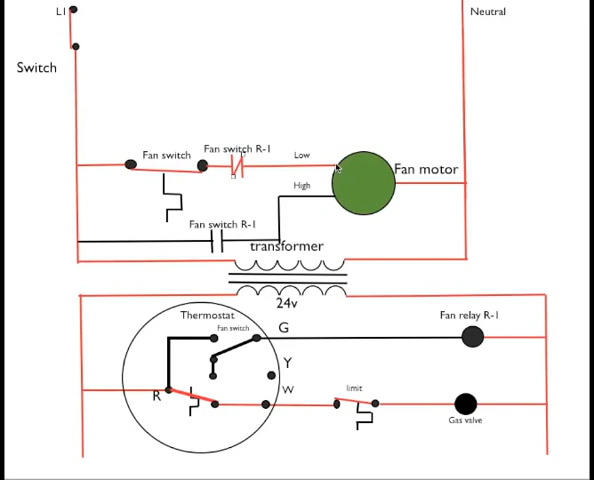 L1
Neutral
Switch
Fan switch
Fan switch R-1
Low
Fan motor
High
Fan switch R-1
transformer
24v
Thermostat
Fan switch
G
Fan relay R-1
Y
R
W
limit
Gas valve